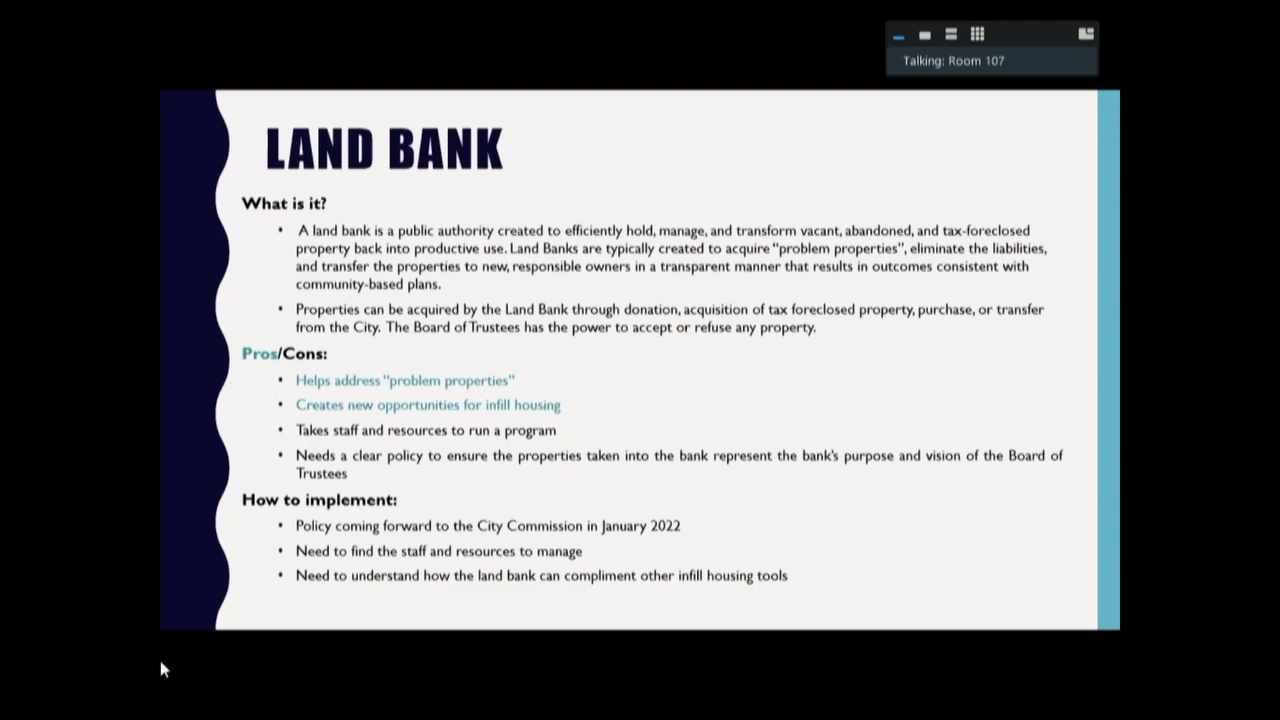 Talking: Room 107
LAND BANK
What is it?
• A land bank is a public authority created to efficiently hold, manage, and transform vacant, abandoned, and tax-foreclosed
property back into productive use. Land Banks are typically created to acquire “problem properties”, eliminate the liabilities,
and transfer the properties to new, responsible owners in a transparent manner that results in outcomes consistent with
community-based plans.
• Properties can be acquired by the Land Bank through donation, acquisition of tax foreclosed property, purchase, or transfer
from the City. The Board of Trustees has the power to accept or refuse any property.
Pros/Cons:
• Helps address “problem properties”
• Creates new opportunities for infill housing
• Takes staff and resources to run a program
• Needs a clear policy to ensure the properties taken into the bank represent the bank’s purpose and vision of the Board of
Trustees
How to implement:
• Policy coming forward to the City Commission in January 2022
• Need to find the staff and resources to manage
• Need to understand how the land bank can compliment other infill housing tools